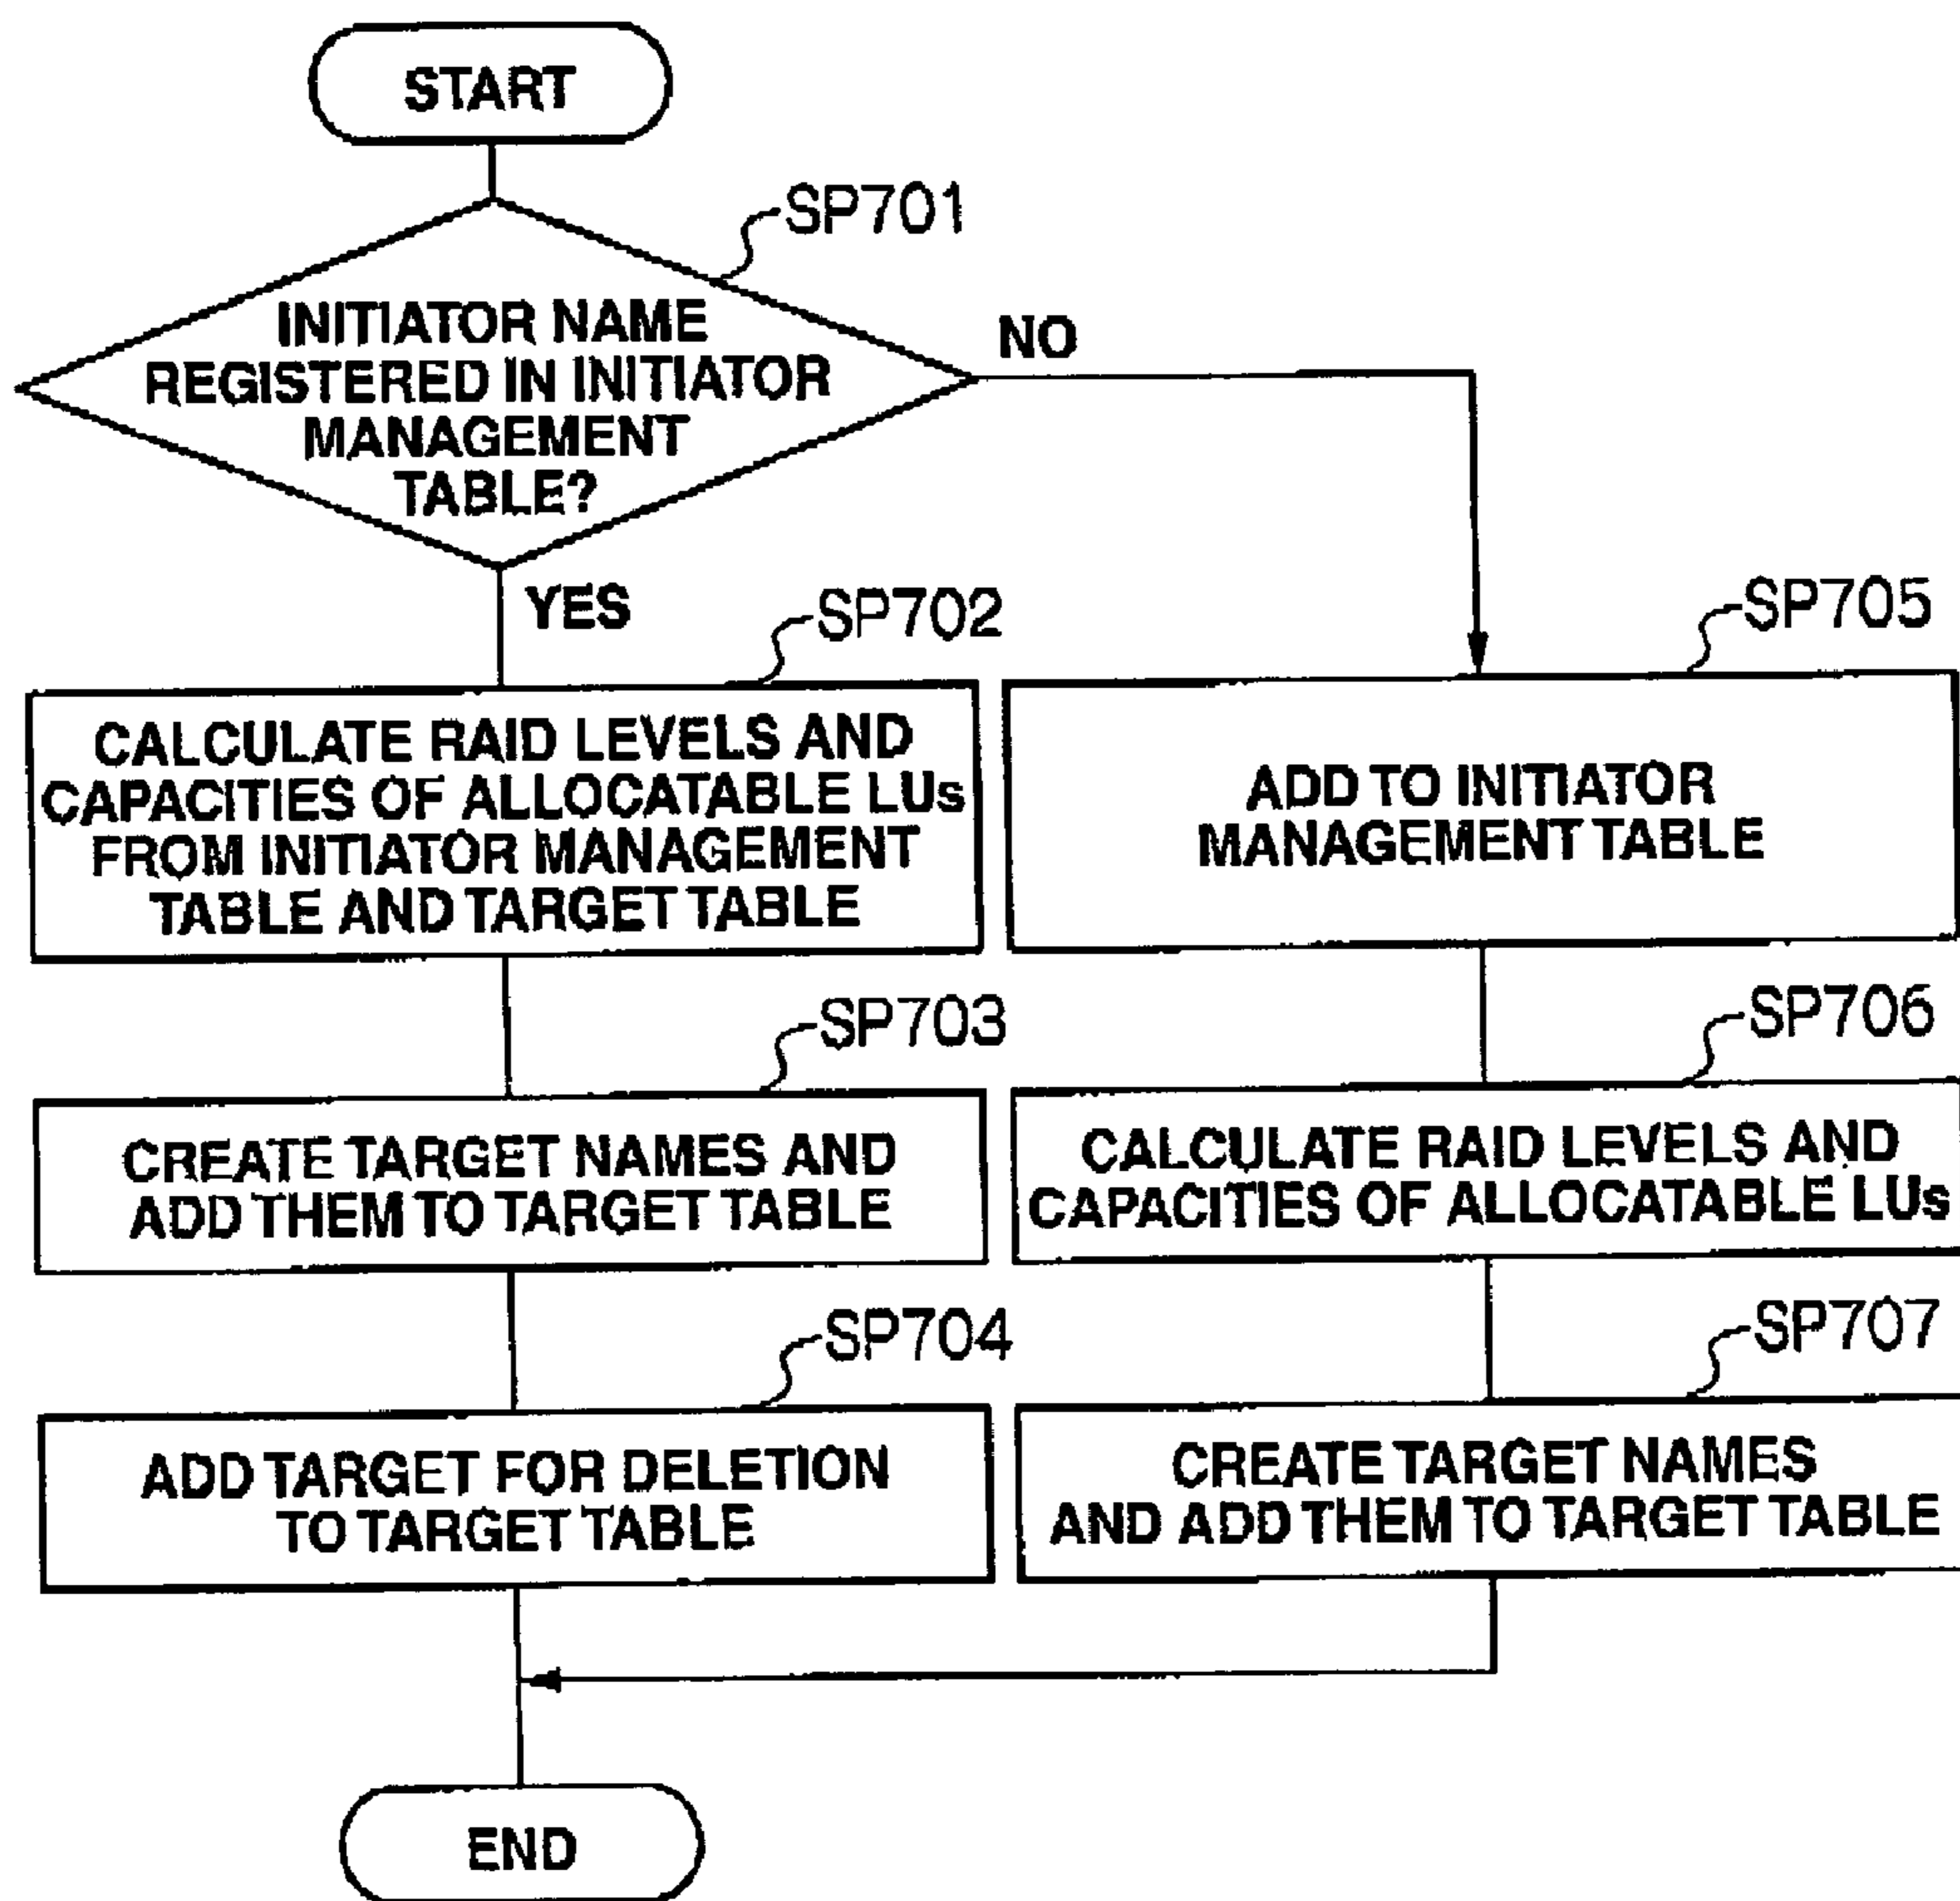 START
SP701
INITIATOR NAME
REGISTERED IN INITIATOR
MANAGEMENT
TABLE?
NO
YES
SP702
CALCULATE RAID LEVELS AND
CAPACITIES OF ALLOCATABLE LUs
FROM INITIATOR MANAGEMENT
TABLE AND TARGET TABLE
SP705
ADD TO INITIATOR
MANAGEMENT TABLE
SP703
CREATE TARGET NAMES AND
ADD THEM TO TARGET TABLE
SP706
CALCULATE RAID LEVELS AND
CAPACITIES OF ALLOCATABLE LUs
SP704
ADD TARGET FOR DELETION
TO TARGET TABLE
SP707
CREATE TARGET NAMES
AND ADD THEM TO TARGET TABLE
END